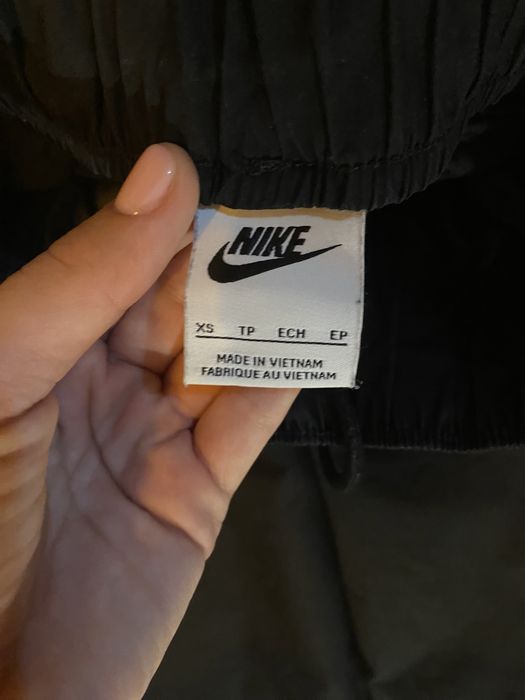 NIKE
XS TP ECH EP
MADE IN VIETNAM
FABRIQUE AU VIETNAM